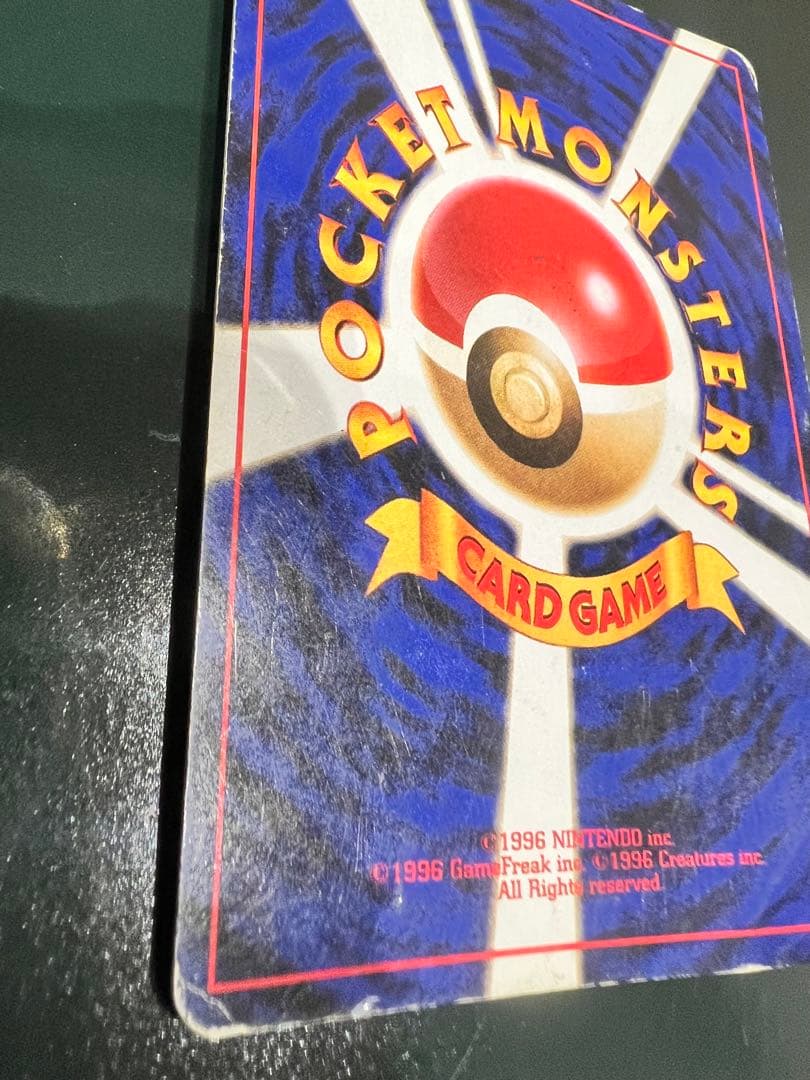 POCKET MONSTERS
CARD GAME
©1996 NINTENDO inc.
©1996 GameFreak inc. ©1996 Creatures inc.
All Rights reserved.